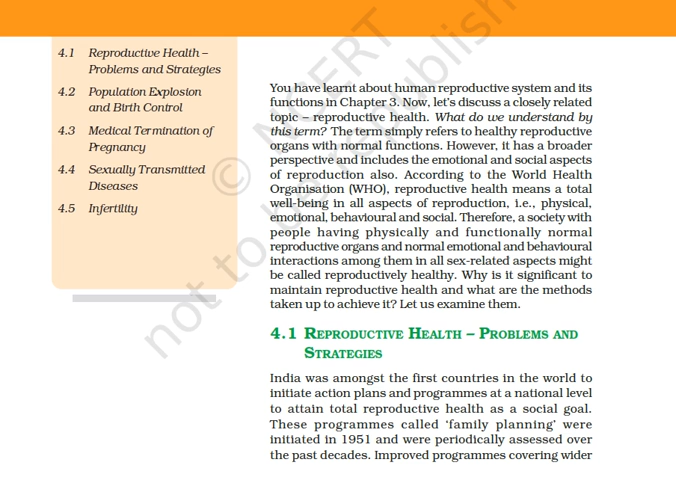 4.1 Reproductive Health –
Problems and Strategies
4.2 Population Explosion
and Birth Control
4.3 Medical Termination of
Pregnancy
4.4 Sexually Transmitted
Diseases
4.5 Infertility
You have learnt about human reproductive system and its
functions in Chapter 3. Now, let's discuss a closely related
topic – reproductive health. What do we understand by
this term? The term simply refers to healthy reproductive
organs with normal functions. However, it has a broader
perspective and includes the emotional and social aspects
of reproduction also. According to the World Health
Organisation (WHO), reproductive health means a total
well-being in all aspects of reproduction, i.e., physical,
emotional, behavioural and social. Therefore, a society with
people having physically and functionally normal
reproductive organs and normal emotional and behavioural
interactions among them in all sex-related aspects might
be called reproductively healthy. Why is it significant to
maintain reproductive health and what are the methods
taken up to achieve it? Let us examine them.
4.1 Reproductive Health – Problems and
Strategies
India was amongst the first countries in the world to
initiate action plans and programmes at a national level
to attain total reproductive health as a social goal.
These programmes called 'family planning' were
initiated in 1951 and were periodically assessed over
the past decades. Improved programmes covering wider
© NCERT
not to be republish